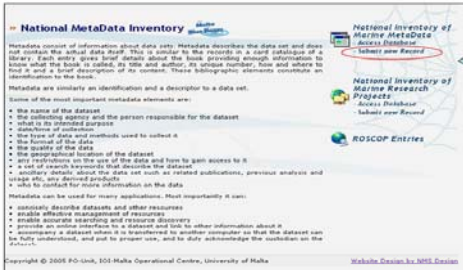 National MetaData Inventory
Metadata consist of information about data sets. Metadata describes the data set and does
not contain the actual data itself. This is similar to the records in a card catalogue of a
library. Each entry gives brief details about the book providing enough information to
know what the book is called, its title and author, its unique number, how and where to
find it and a brief description of its content. These bibliographic elements constitute an
identification to the book.
Metadata are similarly an identification and a descriptor to a data set.
Some of the most important metadata elements are:
• the name of the dataset
• the collecting agency and the person responsible for the dataset
• what is its intended purpose
• date/time of collection
• the type of data and methods used to collect it
• the format of the data
• the quality of the data
• the geographical location of the dataset
• any restrictions on the use of the data and how to gain access to it
• a set of search keywords that describe the dataset
• ancillary details about the data set such as related publications, previous analysis and
usage etc, any derived products
• who to contact for more information on the data
Metadata can be used for many applications. Most importantly it can:
• concisely describe datasets and other resources
• enable effective management of resources
• enable accurate searching and resource discovery
• provide an online interface to a dataset and link to other information about it
• accompany a dataset when it is transferred to another computer so that the dataset can
be fully understood, and put to proper use, and to duly acknowledge the custodian on the
National Inventory of
Marine MetaData
- Access Database
- Submit new Record
National Inventory of
Marine Research
Projects
- Access Database
- Submit new Record
ROSCOP Entries
Copyright © 2005 PO-Unit, IOI-Malta Operational Centre, University of Malta
Website Design by NMS Design